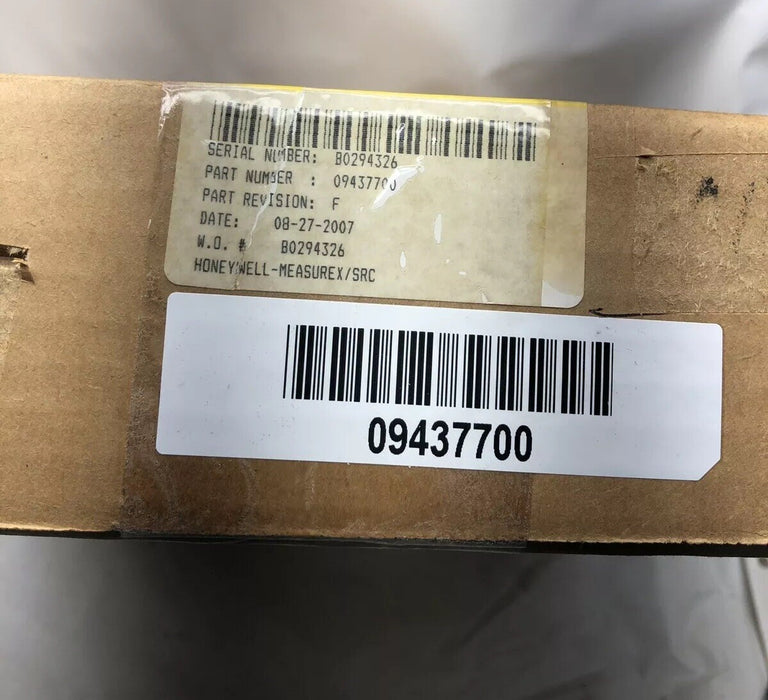 SERIAL NUMBER: B0294326
PART NUMBER : 09437700
PART REVISION: F
DATE: 08-27-2007
W.O. # B0294326
HONEYWELL-MEASUREX/SRC
09437700